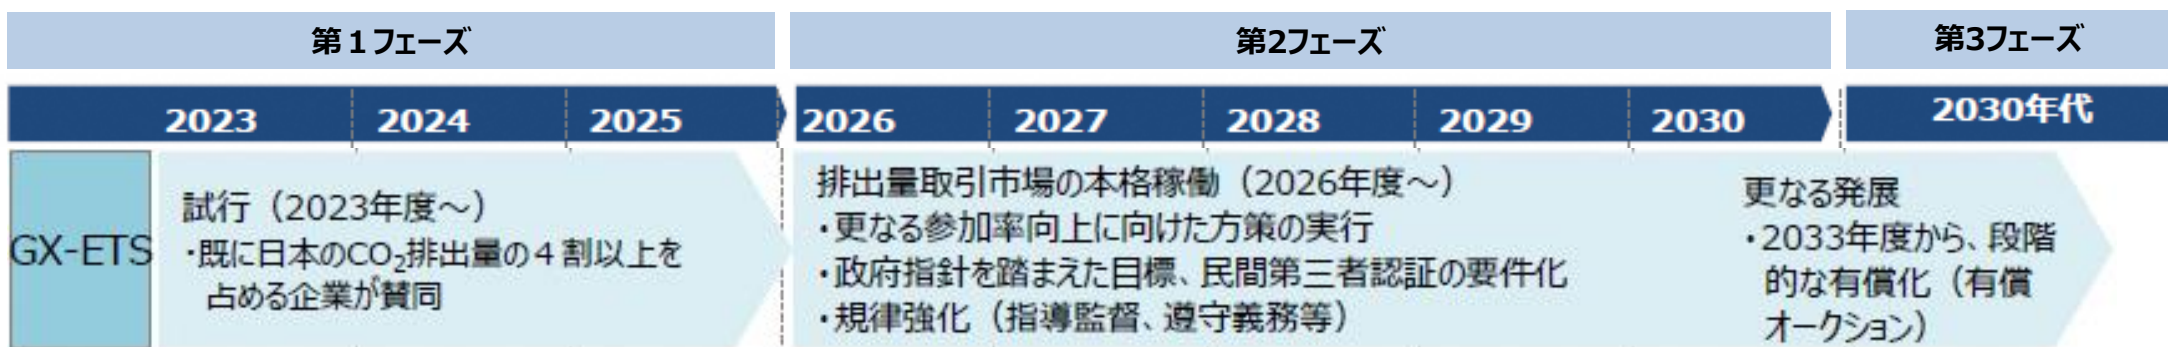 第１フェーズ
第2フェーズ
第3フェーズ
2023
2024
2025
2026
2027
2028
2029
2030
2030年代
GX-ETS
試行（2023年度～）
・既に日本のCO₂排出量の４割以上を
占める企業が賛同
排出量取引市場の本格稼働（2026年度～）
・更なる参加率向上に向けた方策の実行
・政府指針を踏まえた目標、民間第三者認証の要件化
・規律強化（指導監督、遵守義務等）
更なる発展
・2033年度から、段階
的な有償化（有償
オークション）